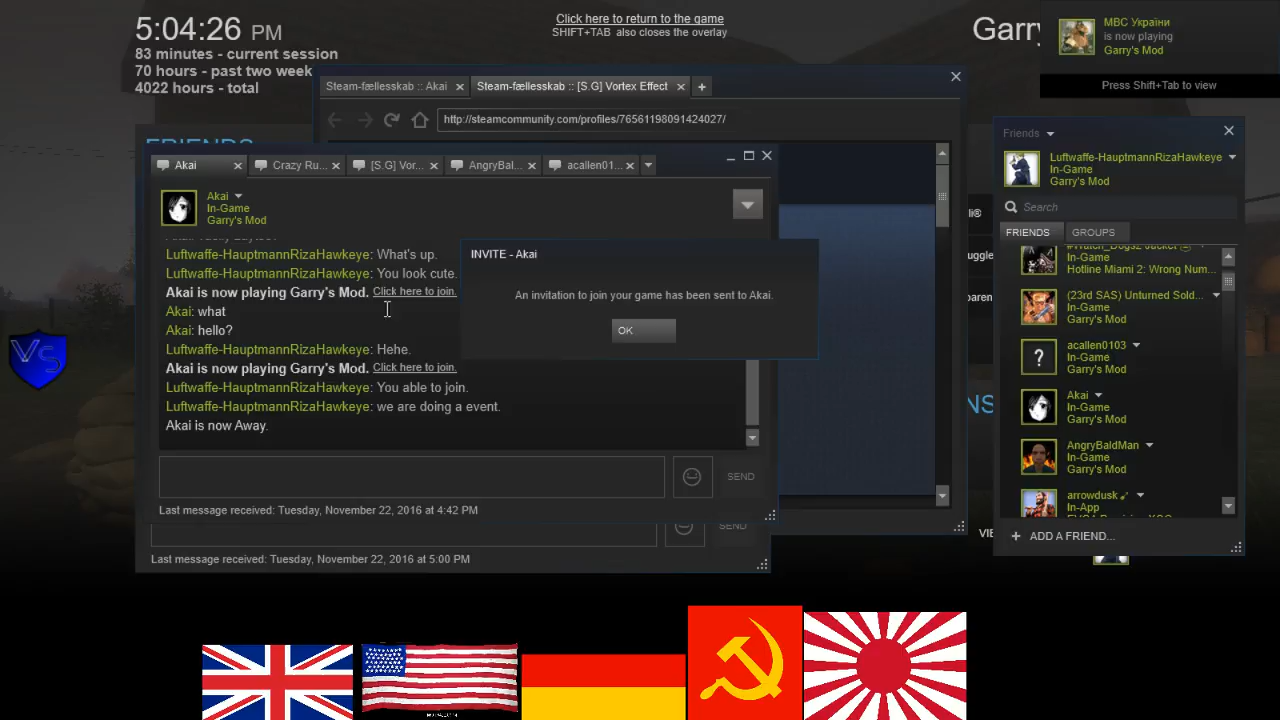 5:04:26 PM
83 minutes - current session
70 hours - past two week
4022 hours - total
Click here to return to the game
SHIFT+TAB also closes the overlay
Garry
МВС України
is now playing
Garry's Mod
Press Shift+Tab to view
FRIENDS
Steam-fællesskab :: Akai
Steam-fællesskab :: [S.G] Vortex Effect
http://steamcommunity.com/profiles/76561198091424027/
Akai
Crazy Ru...
[S.G] Vor...
AngryBal...
acallen01...
Akai
In-Game
Garry's Mod
Luftwaffe-HauptmannRizaHawkeye: What's up.
Luftwaffe-HauptmannRizaHawkeye: You look cute.
Akai is now playing Garry's Mod. Click here to join.
Akai: what
Akai: hello?
Luftwaffe-HauptmannRizaHawkeye: Hehe.
Akai is now playing Garry's Mod. Click here to join.
Luftwaffe-HauptmannRizaHawkeye: You able to join.
Luftwaffe-HauptmannRizaHawkeye: we are doing a event.
Akai is now Away.
SEND
Last message received: Tuesday, November 22, 2016 at 4:42 PM
SEND
Last message received: Tuesday, November 22, 2016 at 5:00 PM
INVITE - Akai
An invitation to join your game has been sent to Akai.
OK
Friends
Luftwaffe-HauptmannRizaHawkeye
In-Game
Garry's Mod
Search
FRIENDS
GROUPS
In-Game
Hotline Miami 2: Wrong Num...
(23rd SAS) Unturned Sold...
In-Game
Garry's Mod
acallen0103
In-Game
Garry's Mod
Akai
In-Game
Garry's Mod
AngryBaldMan
In-Game
Garry's Mod
arrowdusk
In-App
+ ADD A FRIEND...
VS